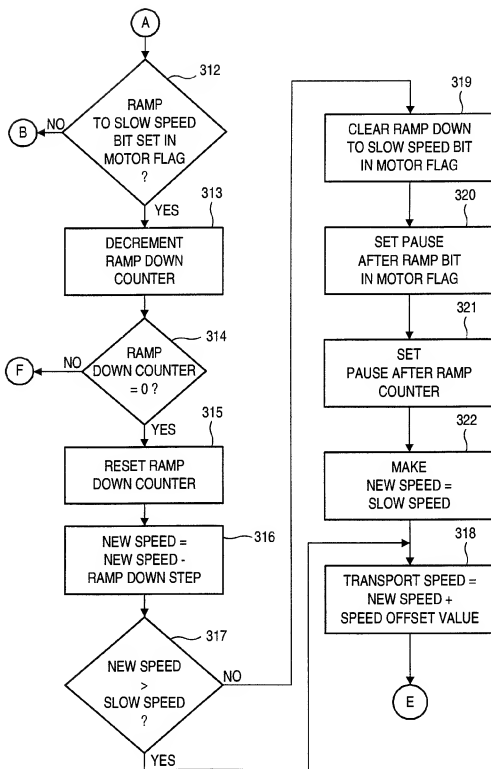 A
312
RAMP
TO SLOW SPEED
BIT SET IN
MOTOR FLAG
?
NO
B
YES
313
DECREMENT
RAMP DOWN
COUNTER
314
RAMP
DOWN COUNTER
= 0 ?
NO
F
YES
315
RESET RAMP
DOWN COUNTER
316
NEW SPEED =
NEW SPEED -
RAMP DOWN STEP
317
NEW SPEED
>
SLOW SPEED
?
NO
YES
319
CLEAR RAMP DOWN
TO SLOW SPEED BIT
IN MOTOR FLAG
320
SET PAUSE
AFTER RAMP BIT
IN MOTOR FLAG
321
SET
PAUSE AFTER RAMP
COUNTER
322
MAKE
NEW SPEED =
SLOW SPEED
318
TRANSPORT SPEED =
NEW SPEED +
SPEED OFFSET VALUE
E